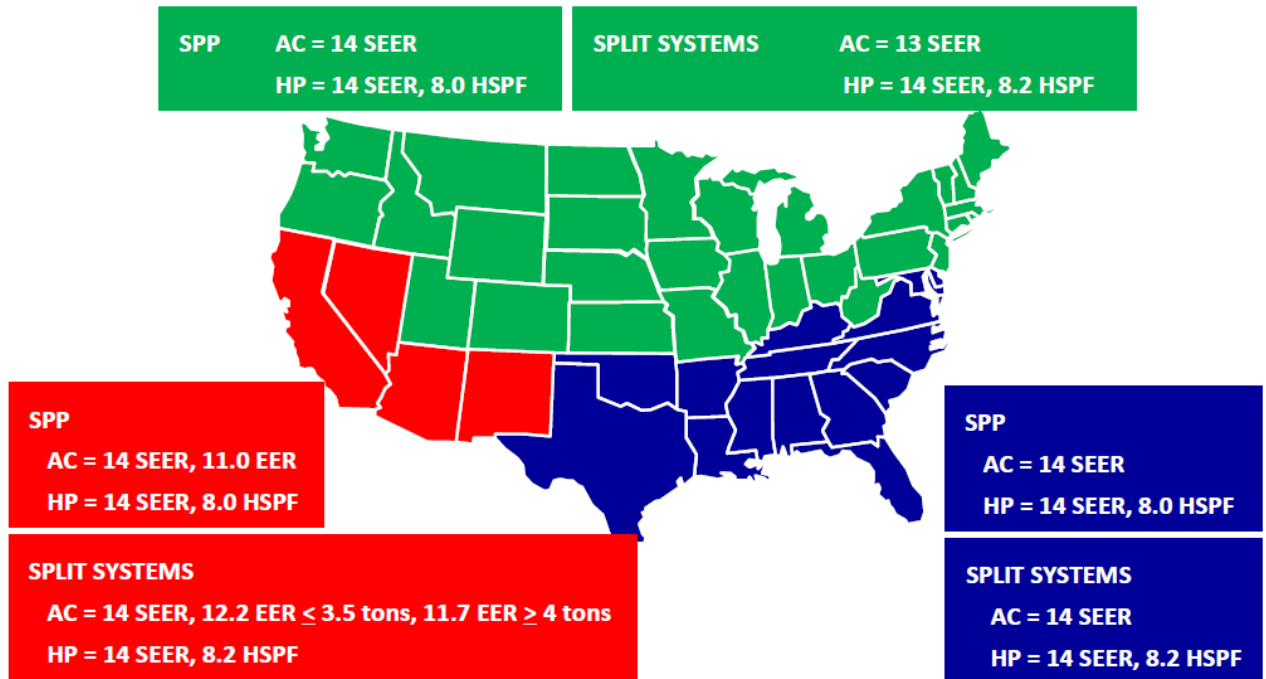 SPP AC = 14 SEER
HP = 14 SEER, 8.0 HSPF
SPLIT SYSTEMS AC = 13 SEER
HP = 14 SEER, 8.2 HSPF
SPP
AC = 14 SEER, 11.0 EER
HP = 14 SEER, 8.0 HSPF
SPLIT SYSTEMS
AC = 14 SEER, 12.2 EER ≤ 3.5 tons, 11.7 EER ≥ 4 tons
HP = 14 SEER, 8.2 HSPF
SPP
AC = 14 SEER
HP = 14 SEER, 8.0 HSPF
SPLIT SYSTEMS
AC = 14 SEER
HP = 14 SEER, 8.2 HSPF